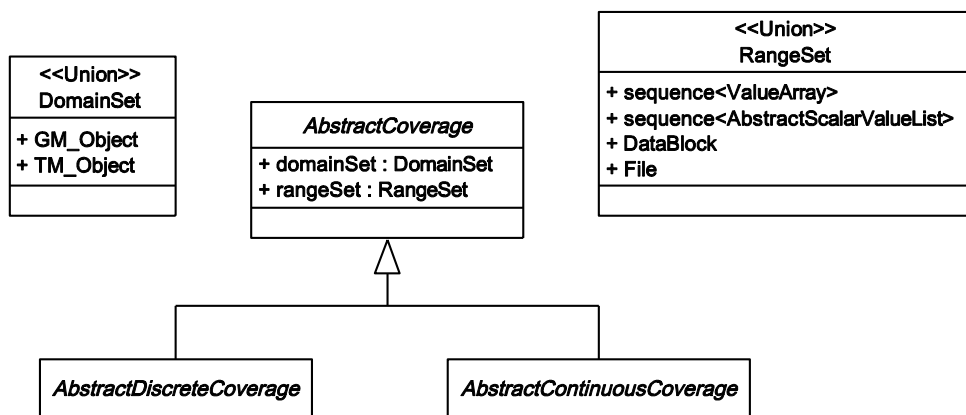 <<Union>>
DomainSet
+ GM_Object
+ TM_Object
AbstractCoverage
+ domainSet : DomainSet
+ rangeSet : RangeSet
<<Union>>
RangeSet
+ sequence<ValueArray>
+ sequence<AbstractScalarValueList>
+ DataBlock
+ File
AbstractDiscreteCoverage
AbstractContinuousCoverage